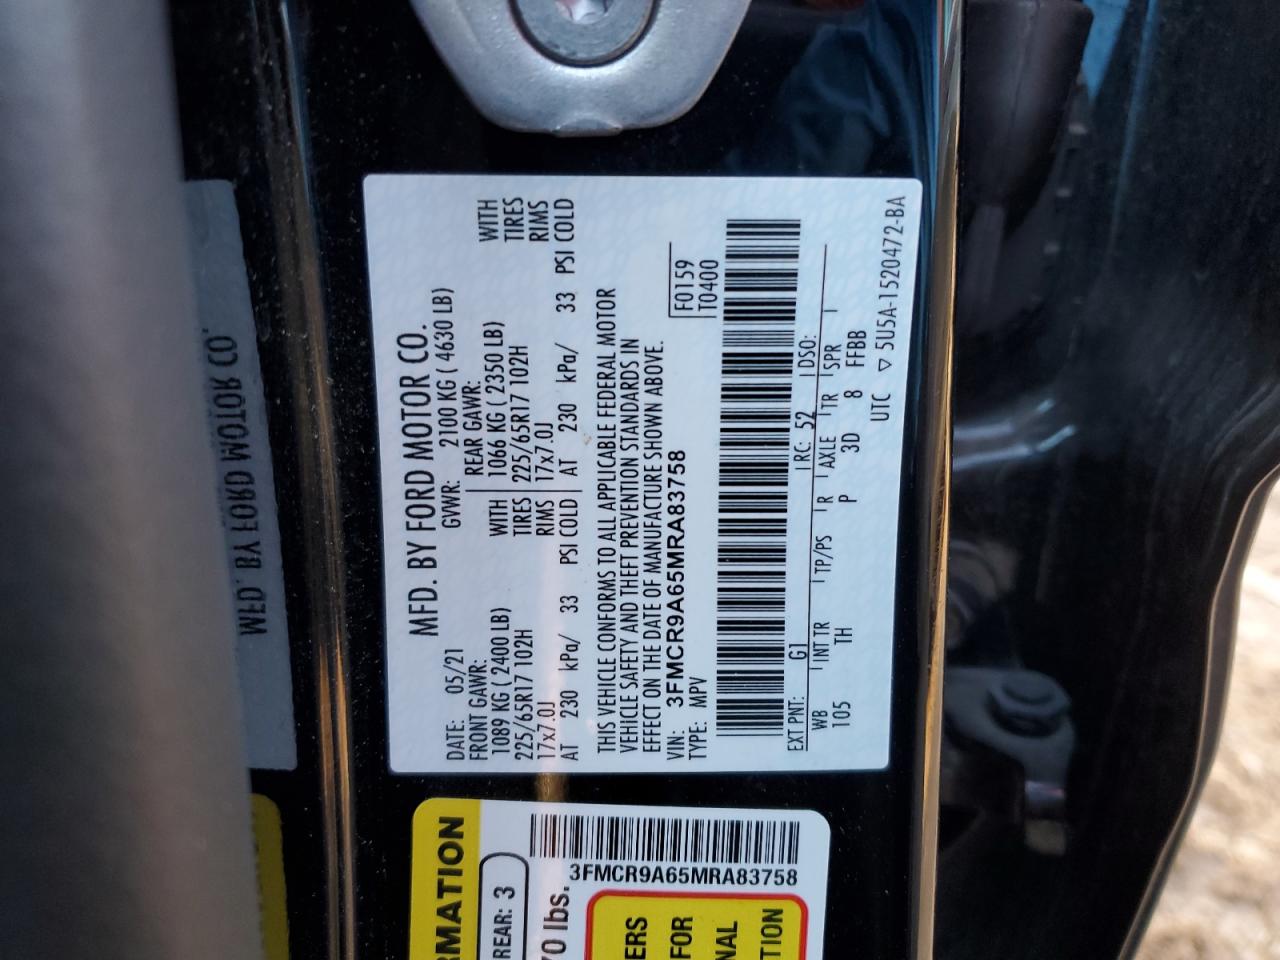 MFD. BY FORD MOTOR CO.
DATE: 05/21 GVWR: 2100 KG ( 4630 LB)
FRONT GAWR: REAR GAWR:
1089 KG ( 2400 LB) WITH 1066 KG ( 2350 LB) WITH
225/65R17 102H TIRES 225/65R17 102H TIRES
17x7.0J RIMS 17x7.0J RIMS
AT 230 kPa/ 33 PSI COLD AT 230 kPa/ 33 PSI COLD
THIS VEHICLE CONFORMS TO ALL APPLICABLE FEDERAL MOTOR
VEHICLE SAFETY AND THEFT PREVENTION STANDARDS IN
EFFECT ON THE DATE OF MANUFACTURE SHOWN ABOVE.
VIN: 3FMCR9A65MRA83758 F0159
TYPE: MPV T0400
EXT PNT: G1 RC: 52 DSO:
WB INT TR TP/PS R AXLE TR SPR
105 TH P 3D 8 FFBB
UTC ▽ 5U5A-1520472-BA
MFD. BY FORD MOTOR CO.
RMATION
REAR: 3
70 lbs.
3FMCR9A65MRA83758
ERS
FOR
NAL
TION